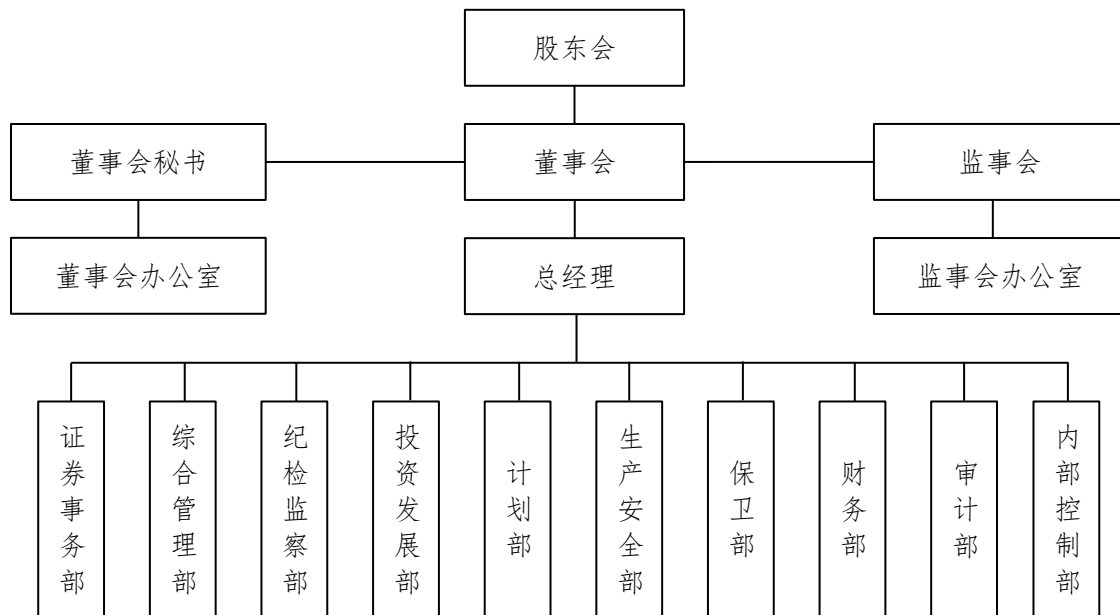 股东会
董事会秘书
董事会
监事会
董事会办公室
总经理
监事会办公室
证券事务部
综合管理部
纪检监察部
投资发展部
计划部
生产安全部
保卫部
财务部
审计部
内部控制部